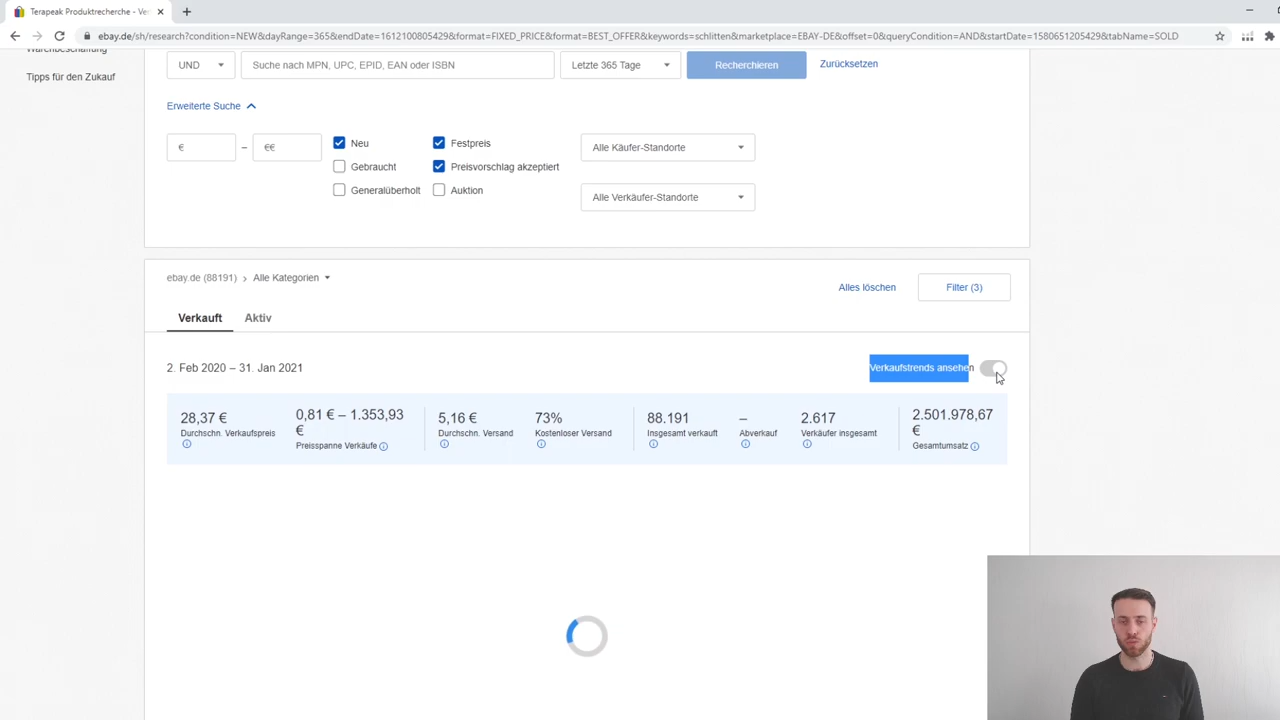 Terapeak Produktrecherche - Ver
ebay.de/sh/research?condition=NEW&dayRange=365&endDate=1612100805429&format=FIXED_PRICE&format=BEST_OFFER&keywords=schlitten&marketplace=EBAY-DE&offset=0&queryCondition=AND&startDate=1580651205429&tabName=SOLD
Warenbeschaffung
Tipps für den Zukauf
UND
Suche nach MPN, UPC, EPID, EAN oder ISBN
Letzte 365 Tage
Recherchieren
Zurücksetzen
Erweiterte Suche
€ – €€
Neu
Festpreis
Alle Käufer-Standorte
Gebraucht
Preisvorschlag akzeptiert
Generalüberholt
Auktion
Alle Verkäufer-Standorte
ebay.de (88191) › Alle Kategorien
Alles löschen
Filter (3)
Verkauft
Aktiv
2. Feb 2020 – 31. Jan 2021
Verkaufstrends ansehen
28,37 €
Durchschn. Verkaufspreis
0,81 € – 1.353,93
€
Preisspanne Verkäufe
5,16 €
Durchschn. Versand
73%
Kostenloser Versand
88.191
Insgesamt verkauft
–
Abverkauf
2.617
Verkäufer insgesamt
2.501.978,67
€
Gesamtumsatz